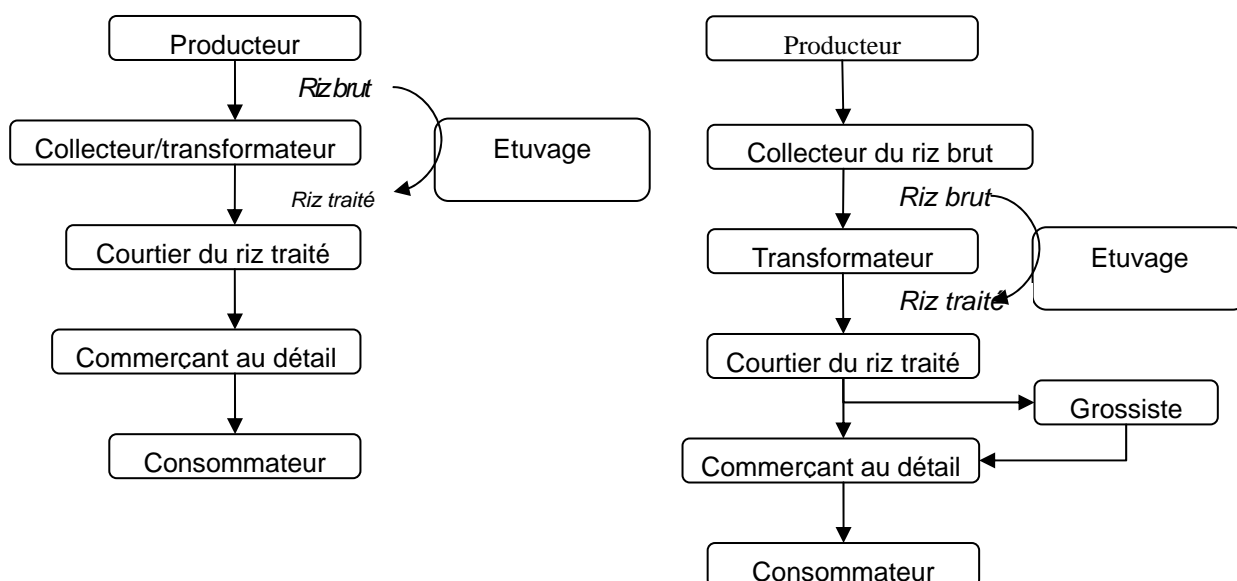 Producteur
Riz brut
Collecteur/transformateur
Etuvage
Riz traité
Courtier du riz traité
Commerçant au détail
Consommateur
Producteur
Collecteur du riz brut
Riz brut
Transformateur
Etuvage
Riz traité
Courtier du riz traité
Grossiste
Commerçant au détail
Consommateur